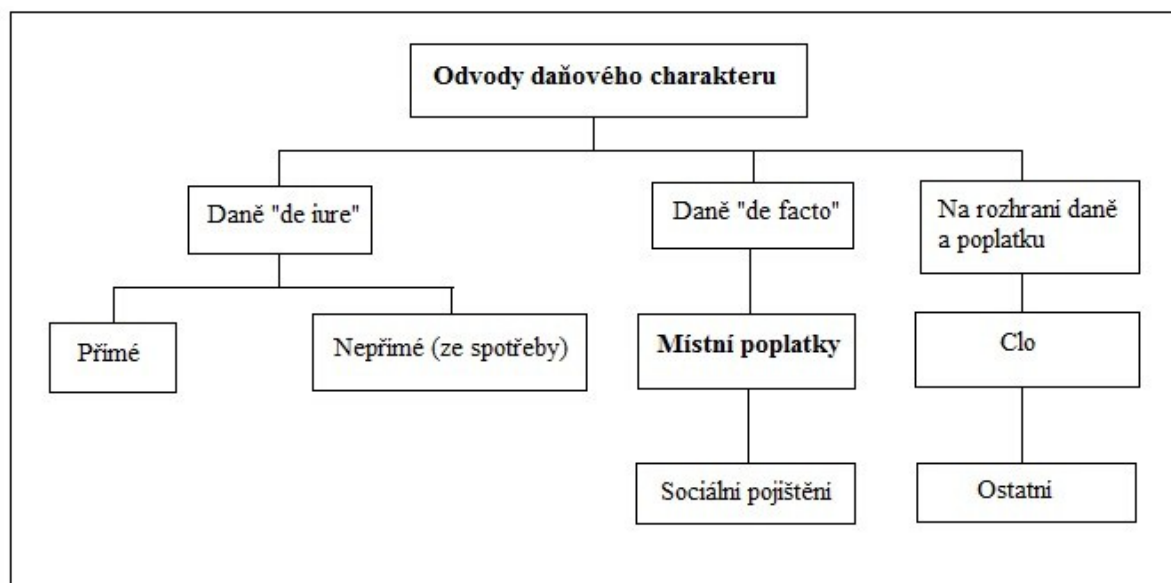 Odvody daňového charakteru
Daně "de iure"
Daně "de facto"
Na rozhraní daně
a poplatku
Přímé
Nepřímé (ze spotřeby)
Místní poplatky
Clo
Sociální pojištění
Ostatní